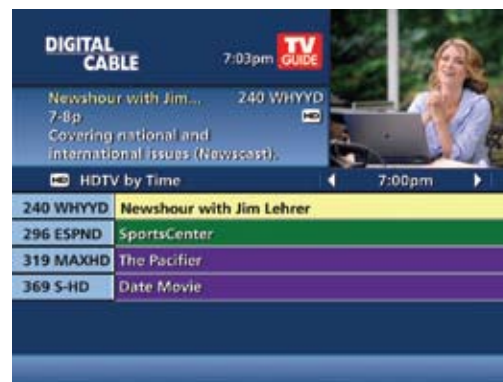 DIGITAL
CABLE
7:03pm
TV
GUIDE
Newshour with Jim... 240 WHYYD
7-8p HD
Covering national and
international issues (Newscast).
HD HDTV by Time 7:00pm
240 WHYYD Newshour with Jim Lehrer
296 ESPND SportsCenter
319 MAXHD The Pacifier
369 S-HD Date Movie